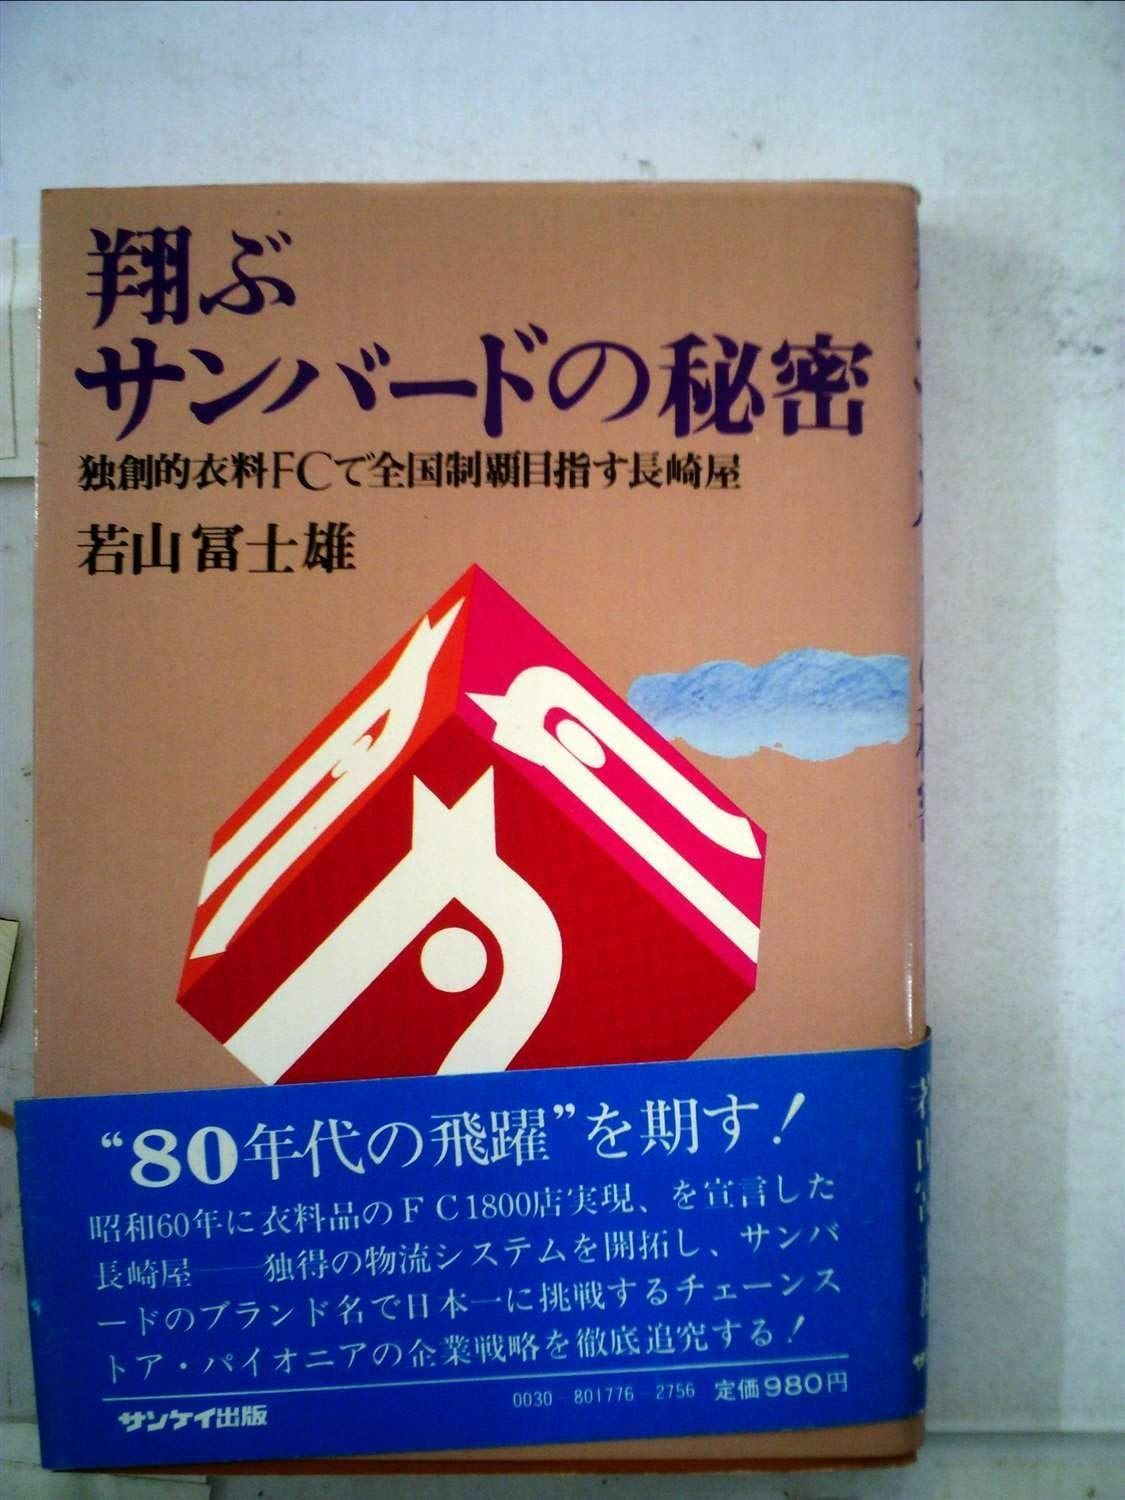 翔ぶ
サンバードの秘密
独創的衣料FCで全国制覇目指す長崎屋
若山冨士雄
“80年代の飛躍”を期す！
昭和60年に衣料品のＦＣ1800店実現、を宣言した
長崎屋──独得の物流システムを開拓し、サンバ
ードのブランド名で日本一に挑戦するチェーンス
トア・パイオニアの企業戦略を徹底追究する！
0030-801776-2756 定価980円
サンケイ出版